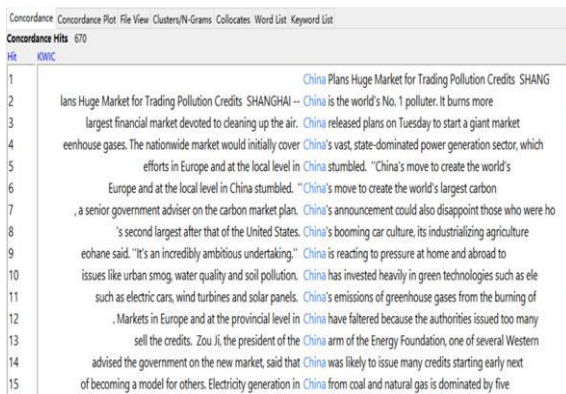 Concordance Concordance Plot File View Clusters/N-Grams Collocates Word List Keyword List
Concordance Hits 670
Hit KWIC
1 China Plans Huge Market for Trading Pollution Credits SHANG
2 lans Huge Market for Trading Pollution Credits SHANGHAI -- China is the world's No. 1 polluter. It burns more
3 largest financial market devoted to cleaning up the air. China released plans on Tuesday to start a giant market
4 eenhouse gases. The nationwide market would initially cover China's vast, state-dominated power generation sector, which
5 efforts in Europe and at the local level in China stumbled. "China's move to create the world's
6 Europe and at the local level in China stumbled. "China's move to create the world's largest carbon
7 , a senior government adviser on the carbon market plan. China's announcement could also disappoint those who were ho
8 's second largest after that of the United States. China's booming car culture, its industrializing agriculture
9 eohane said. "It's an incredibly ambitious undertaking." China is reacting to pressure at home and abroad to
10 issues like urban smog, water quality and soil pollution. China has invested heavily in green technologies such as ele
11 such as electric cars, wind turbines and solar panels. China's emissions of greenhouse gases from the burning of
12 . Markets in Europe and at the provincial level in China have faltered because the authorities issued too many
13 sell the credits. Zou Ji, the president of the China arm of the Energy Foundation, one of several Western
14 advised the government on the new market, said that China was likely to issue many credits starting early next
15 of becoming a model for others. Electricity generation in China from coal and natural gas is dominated by five